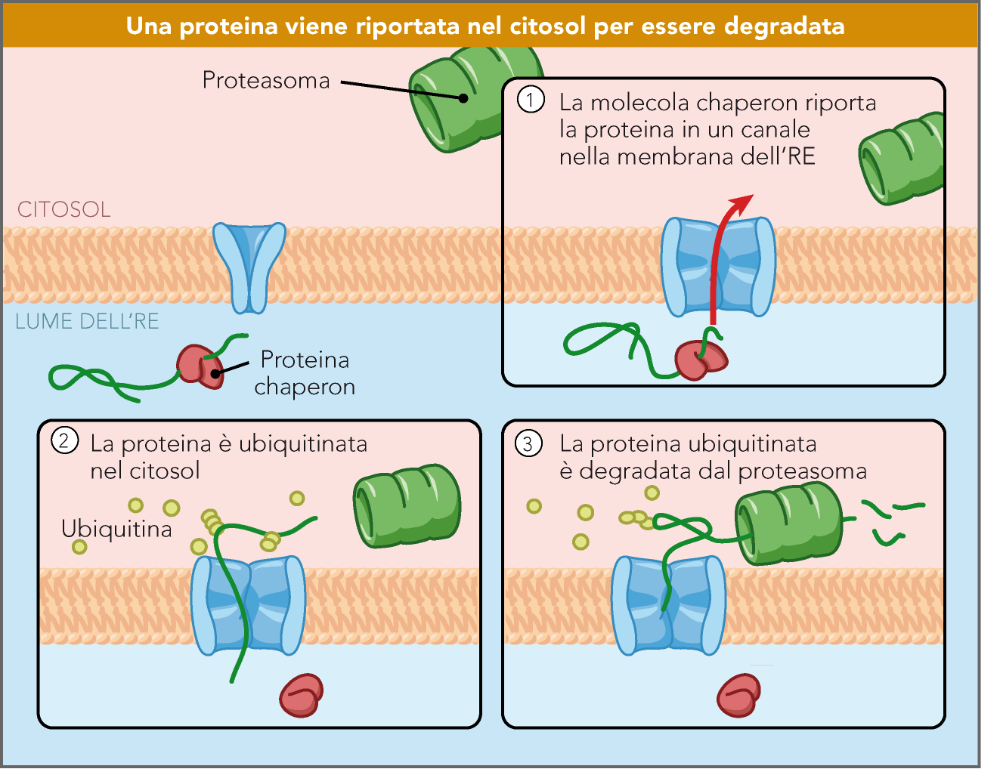 Una proteina viene riportata nel citosol per essere degradata
Proteasoma
CITOSOL
LUME DELL'RE
Proteina
chaperon
1 La molecola chaperon riporta
la proteina in un canale
nella membrana dell'RE
2 La proteina è ubiquitinata
nel citosol
Ubiquitina
3 La proteina ubiquitinata
è degradata dal proteasoma